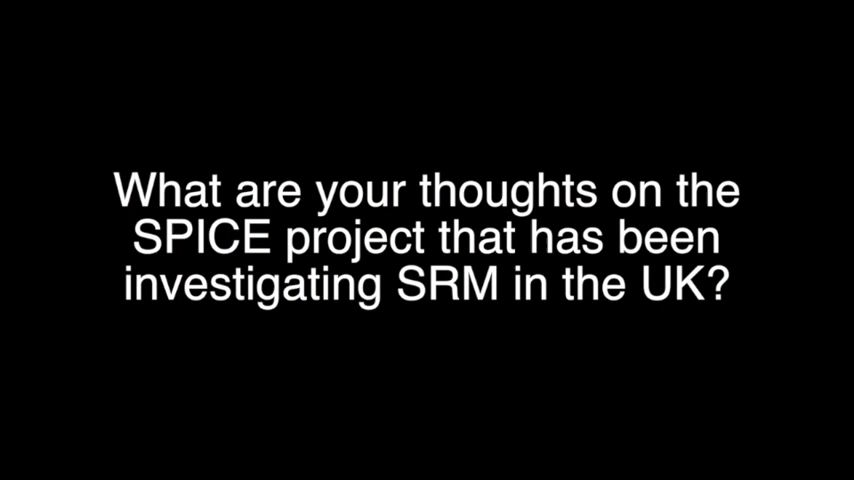 What are your thoughts on the
SPICE project that has been
investigating SRM in the UK?